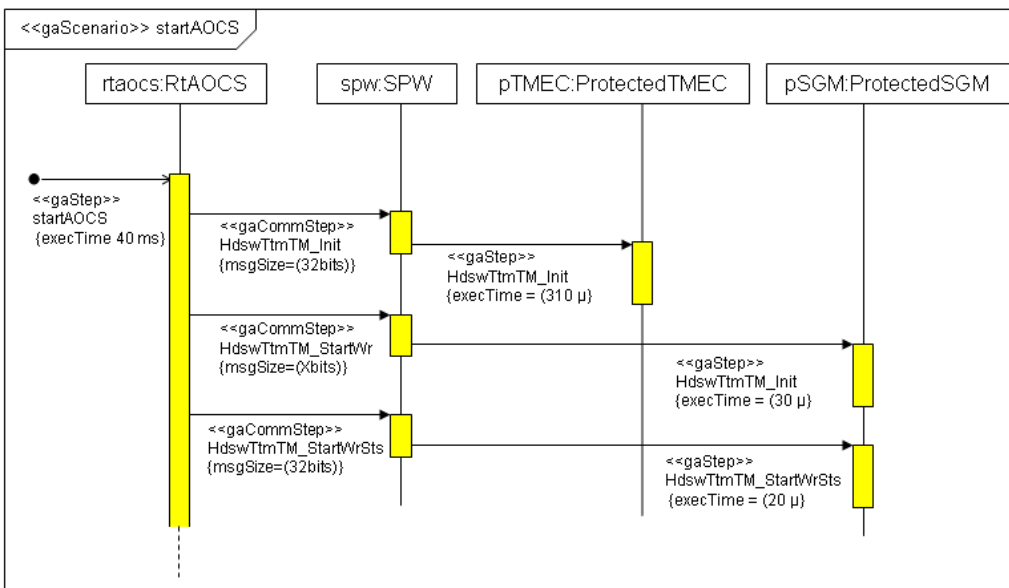 <<gaScenario>> startAOCS
rtaocs:RtAOCS
spw:SPW
pTMEC:ProtectedTMEC
pSGM:ProtectedSGM
<<gaStep>>
startAOCS
{execTime 40 ms}
<<gaCommStep>>
HdswTtmTM_Init
{msgSize=(32bits)}
<<gaStep>>
HdswTtmTM_Init
{execTime = (310 µ}
<<gaCommStep>>
HdswTtmTM_StartWr
{msgSize=(Xbits)}
<<gaStep>>
HdswTtmTM_Init
{execTime = (30 µ}
<<gaCommStep>>
HdswTtmTM_StartWrSts
{msgSize=(32bits)}
<<gaStep>>
HdswTtmTM_StartWrSts
{execTime = (20 µ}